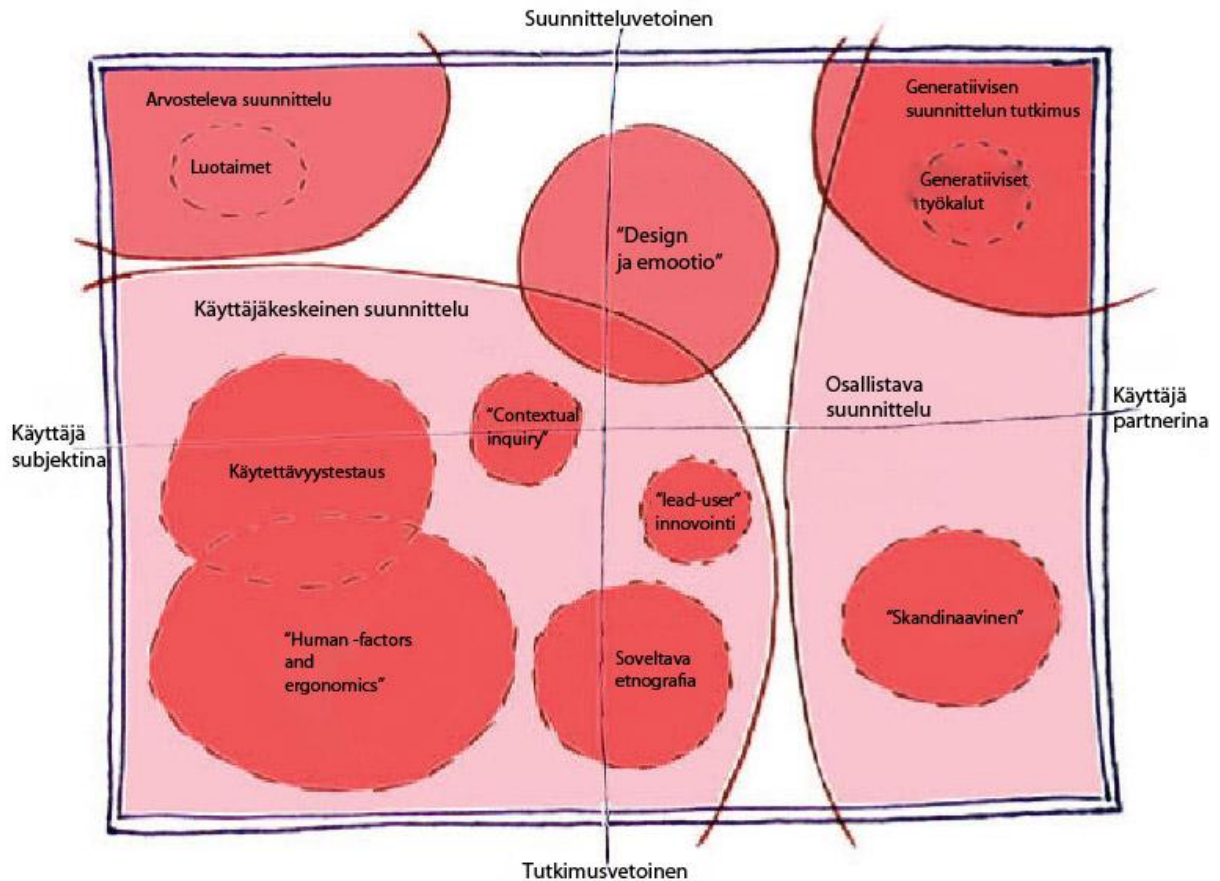 Suunnitteluvetoinen
Arvosteleva suunnittelu
Luotaimet
Generatiivisen
suunnittelun tutkimus
Generatiiviset
työkalut
"Design
ja emootio"
Käyttäjäkeskeinen suunnittelu
Osallistava
suunnittelu
Käyttäjä
partnerina
Käyttäjä
subjektina
"Contextual
inquiry"
Käytettävyystestaus
"lead-user"
innovointi
"Human -factors
and
ergonomics"
Soveltava
etnografia
"Skandinaavinen"
Tutkimusvetoinen